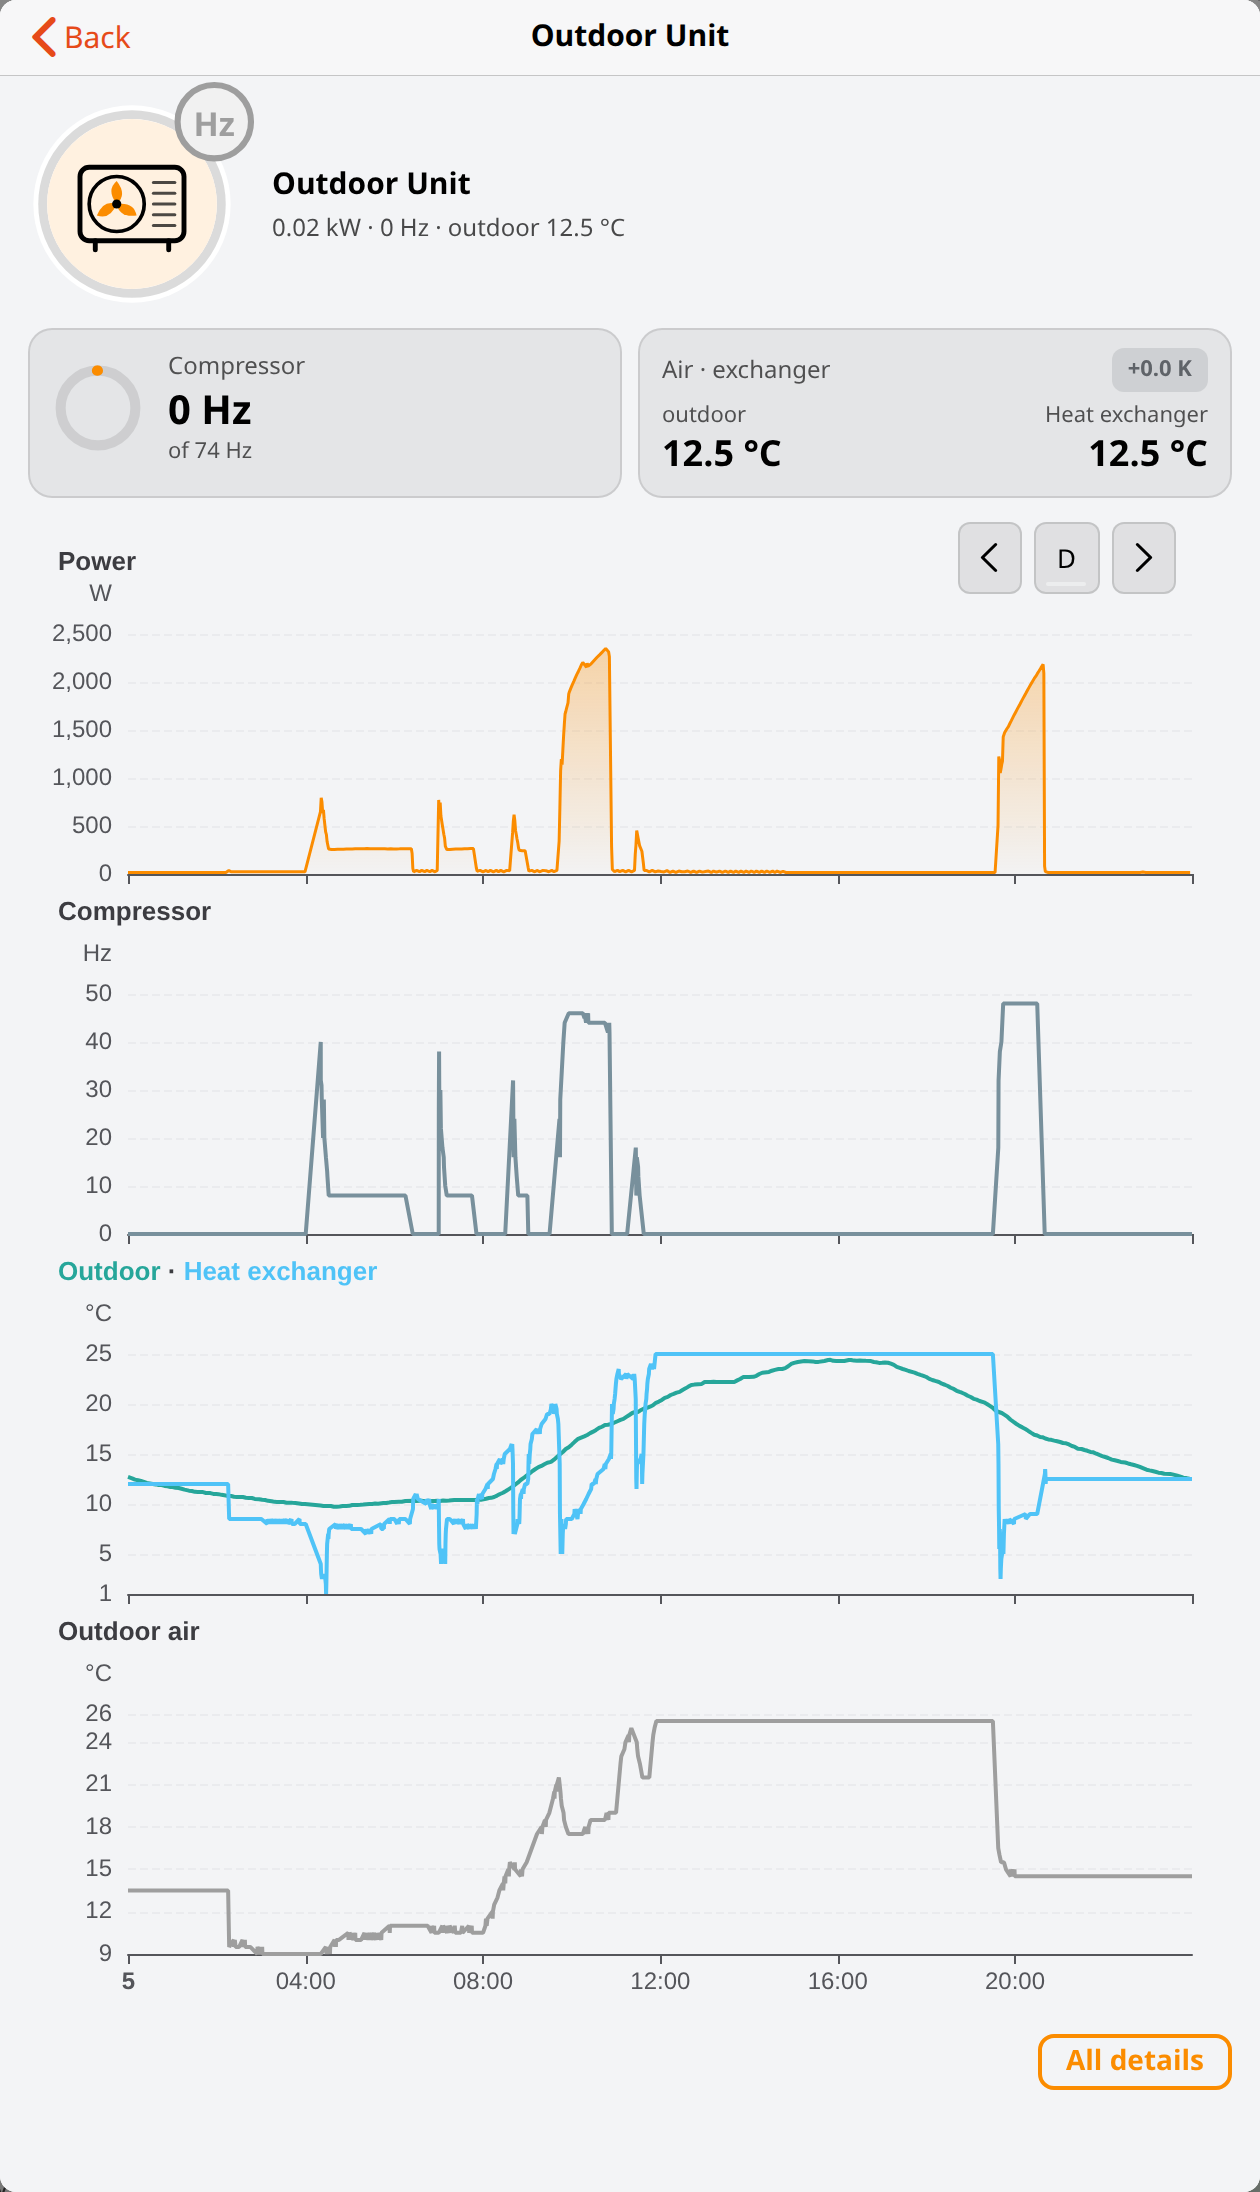 Back
Outdoor Unit
Hz
Outdoor Unit
0.02 kW · 0 Hz · outdoor 12.5 °C
Compressor
0 Hz
of 74 Hz
Air · exchanger
+0.0 K
outdoor
Heat exchanger
12.5 °C
12.5 °C
D
Power
W
2,500
2,000
1,500
1,000
500
0
Compressor
Hz
50
40
30
20
10
0
Outdoor · Heat exchanger
°C
25
20
15
10
5
1
Outdoor air
°C
26
24
21
18
15
12
9
5 04:00 08:00 12:00 16:00 20:00
All details